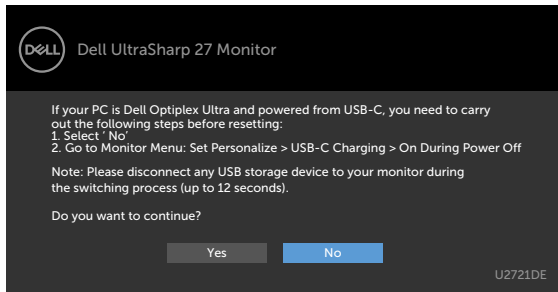 DELL
Dell UltraSharp 27 Monitor
If your PC is Dell Optiplex Ultra and powered from USB-C, you need to carry
out the following steps before resetting:
1. Select ‘ No’
2. Go to Monitor Menu: Set Personalize > USB-C Charging > On During Power Off
Note: Please disconnect any USB storage device to your monitor during
the switching process (up to 12 seconds).
Do you want to continue?
Yes No
U2721DE